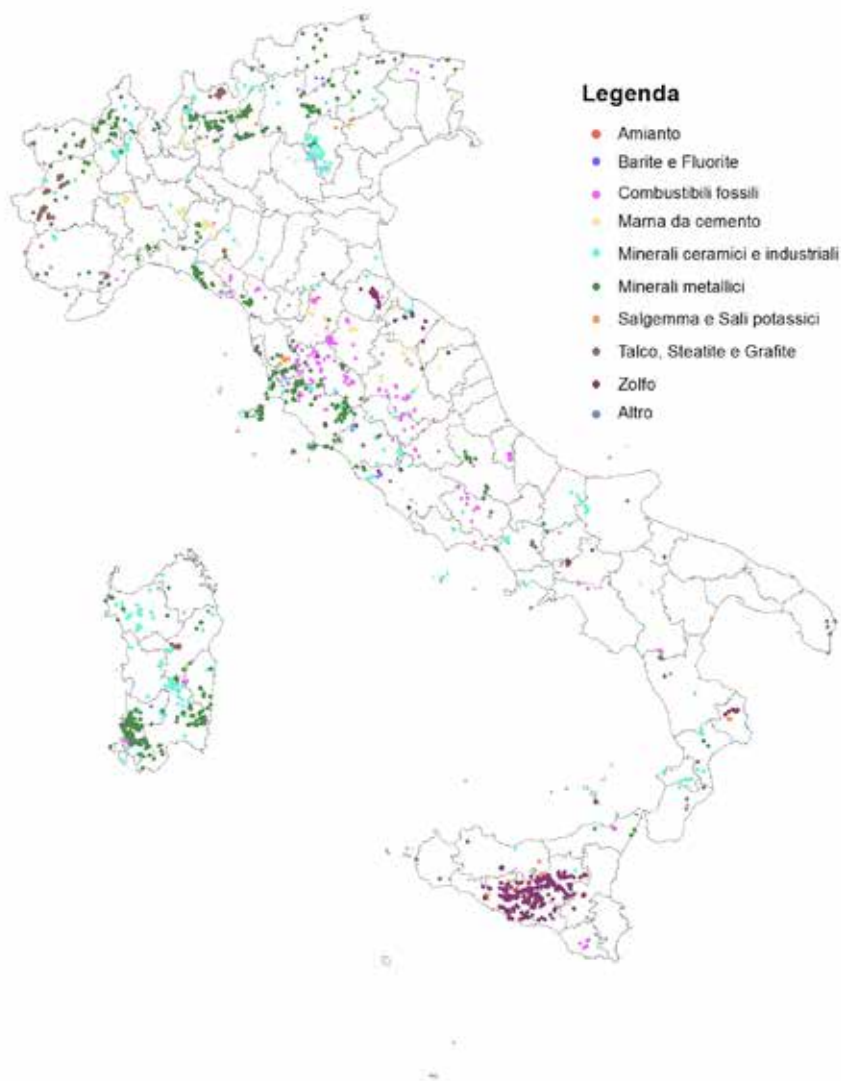 Legenda
Amianto
Barite e Fluorite
Combustibili fossili
Marna da cemento
Minerali ceramici e industriali
Minerali metallici
Salgemma e Sali potassici
Talco, Steatite e Grafite
Zolfo
Altro